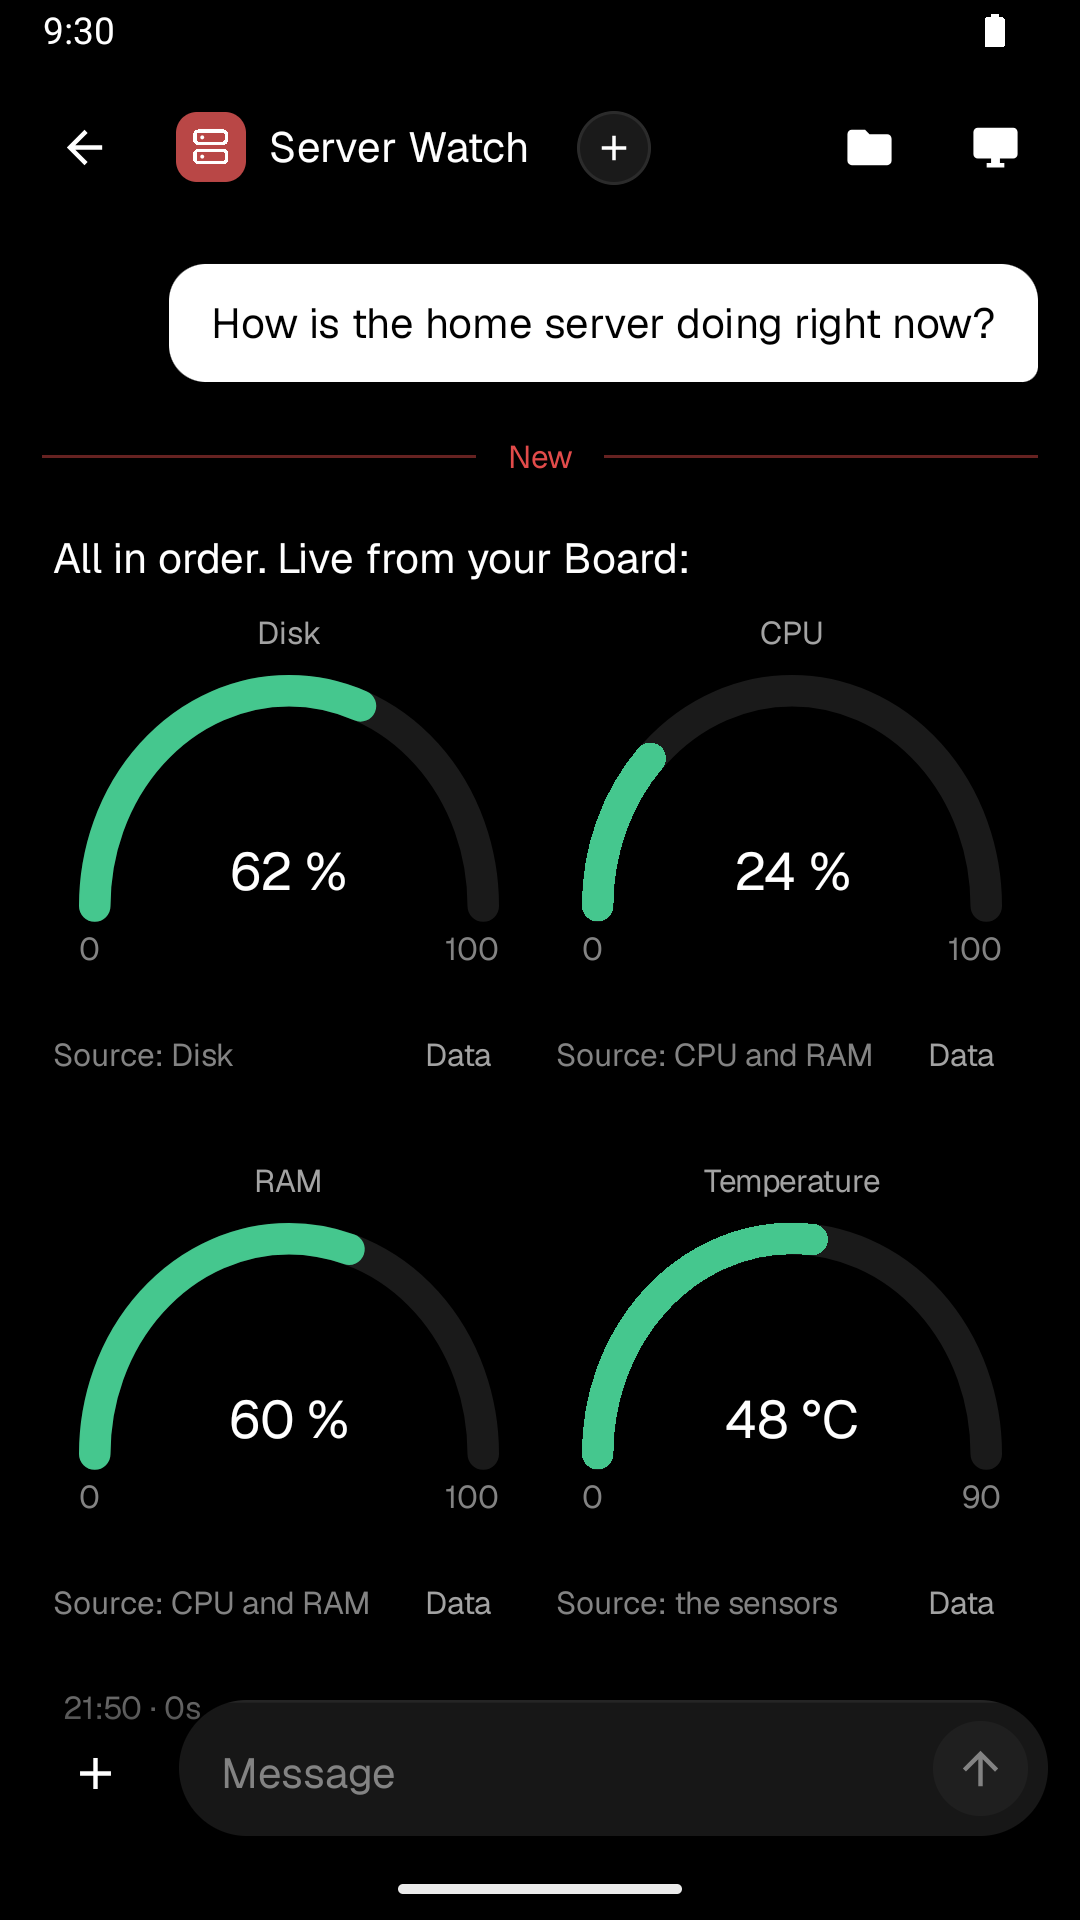 9:30
Server Watch
How is the home server doing right now?
New
All in order. Live from your Board:
Disk
62 %
0 100
Source: Disk Data
CPU
24 %
0 100
Source: CPU and RAM Data
RAM
60 %
0 100
Source: CPU and RAM Data
Temperature
48 °C
0 90
Source: the sensors Data
21:50 · 0s
Message